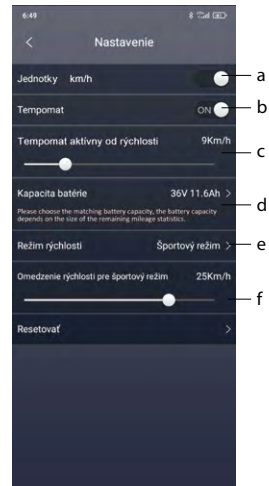 6:49
< Nastavenie
Jednotky km/h a
Tempomat ON b
Tempomat aktívny od rýchlosti 9Km/h c
Kapacita batérie 36V 11.6Ah >
Please choose the matching battery capacity, the battery capacity d
depends on the size of the remaining mileage statistics.
Režim rýchlosti Športový režim > e
Omedzenie rýchlosti pre športový režim 25Km/h
f
Resetovať >